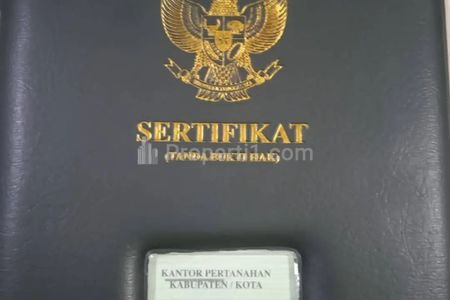 SERTIFIKAT
(TANDA BUKTI HAK)
Properti1.com
KANTOR PERTANAHAN
KABUPATEN / KOTA